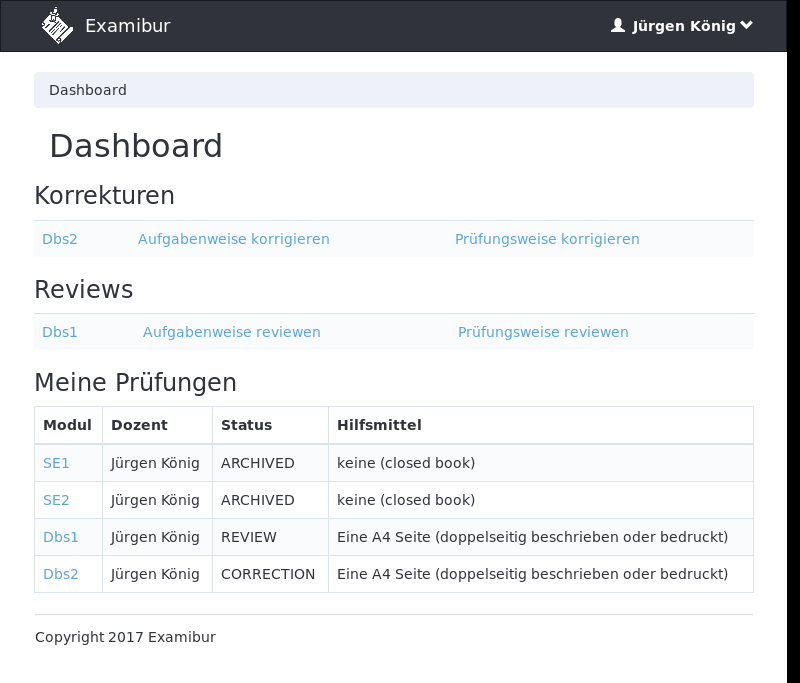 Examibur
Jürgen König
Dashboard
Dashboard
Korrekturen
Dbs2 Aufgabenweise korrigieren Prüfungsweise korrigieren
Reviews
Dbs1 Aufgabenweise reviewen Prüfungsweise reviewen
Meine Prüfungen
Modul Dozent Status Hilfsmittel
SE1 Jürgen König ARCHIVED keine (closed book)
SE2 Jürgen König ARCHIVED keine (closed book)
Dbs1 Jürgen König REVIEW Eine A4 Seite (doppelseitig beschrieben oder bedruckt)
Dbs2 Jürgen König CORRECTION Eine A4 Seite (doppelseitig beschrieben oder bedruckt)
Copyright 2017 Examibur